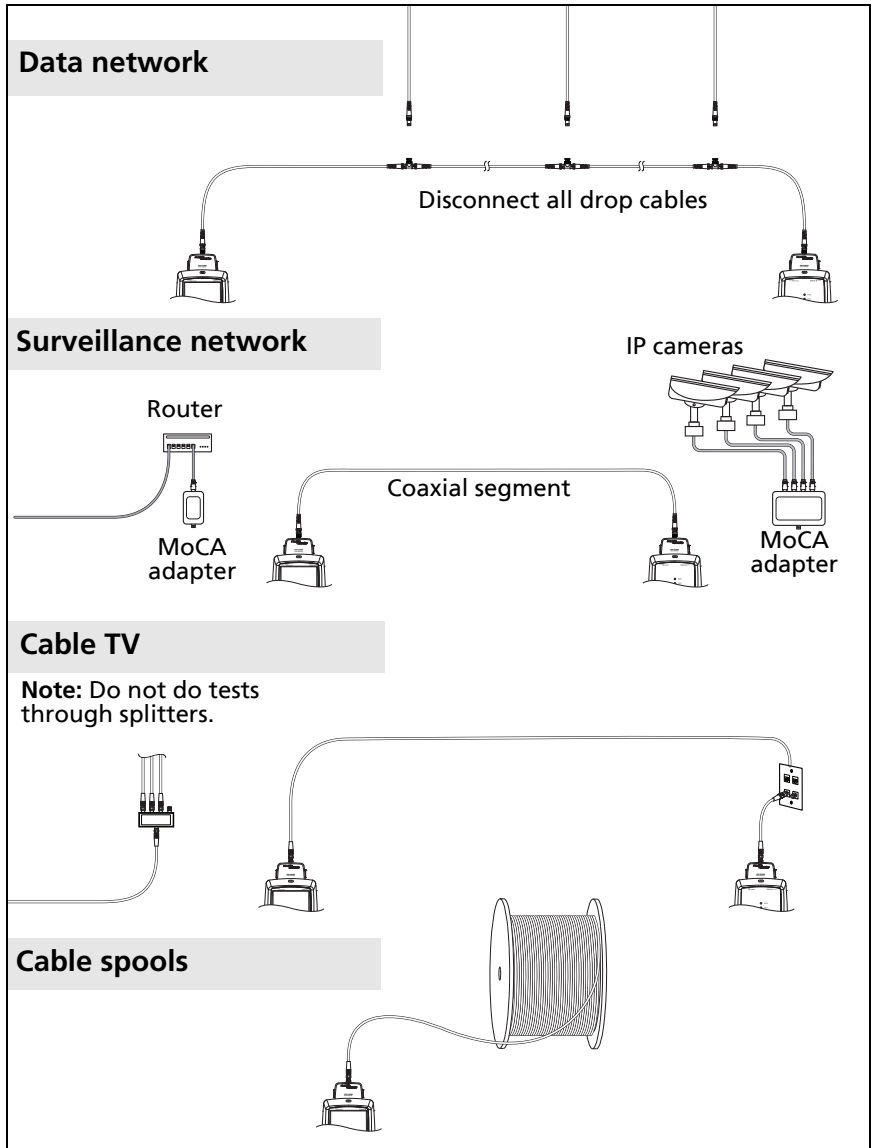 Data network
Disconnect all drop cables
Surveillance network
IP cameras
Router
Coaxial segment
MoCA
adapter
MoCA
adapter
Cable TV
Note: Do not do tests
through splitters.
Cable spools